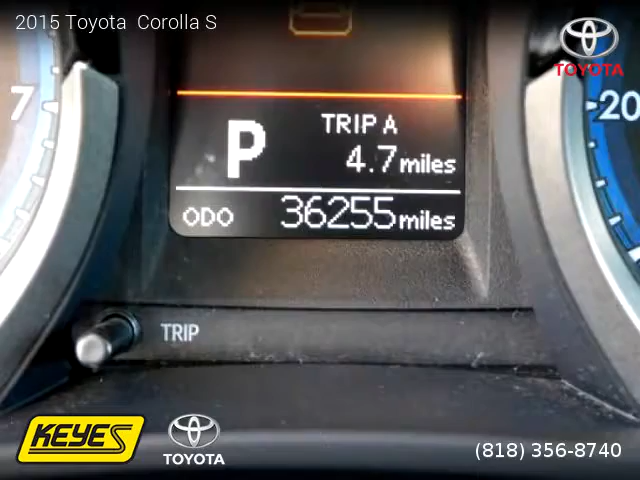 2015 Toyota Corolla S
TOYOTA
7
20
P
TRIP A
4.7 miles
ODO 36255 miles
TRIP
KEYES
TOYOTA
(818) 356-8740